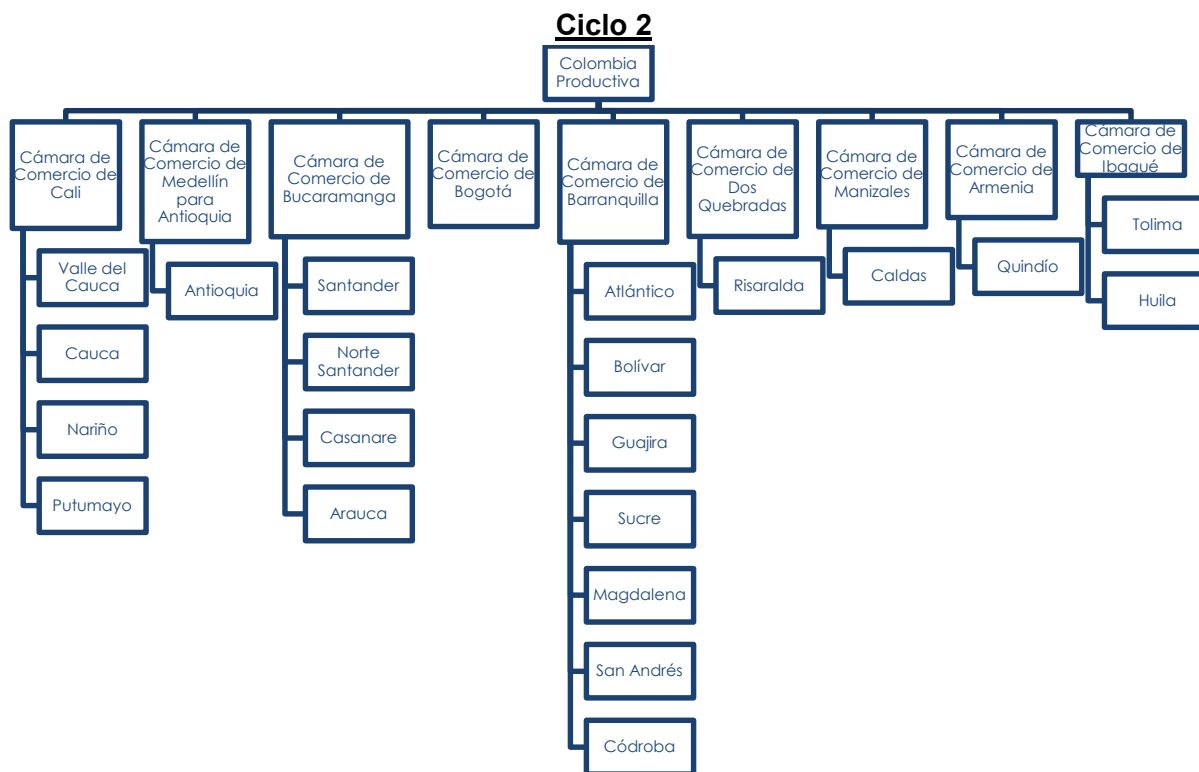 Ciclo 2
Colombia
Productiva
Cámara de
Comercio de
Cali
Valle del
Cauca
Cauca
Nariño
Putumayo
Cámara de
Comercio de
Medellín
para
Antioquia
Antioquia
Cámara de
Comercio de
Bucaramanga
Santander
Norte
Santander
Casanare
Arauca
Cámara de
Comercio de
Bogotá
Cámara de
Comercio de
Barranquilla
Atlántico
Bolívar
Guajira
Sucre
Magdalena
San Andrés
Códroba
Cámara de
Comercio de
Dos
Quebradas
Risaralda
Cámara de
Comercio de
Manizales
Caldas
Cámara de
Comercio de
Armenia
Quindío
Cámara de
Comercio de
Ibagué
Tolima
Huila